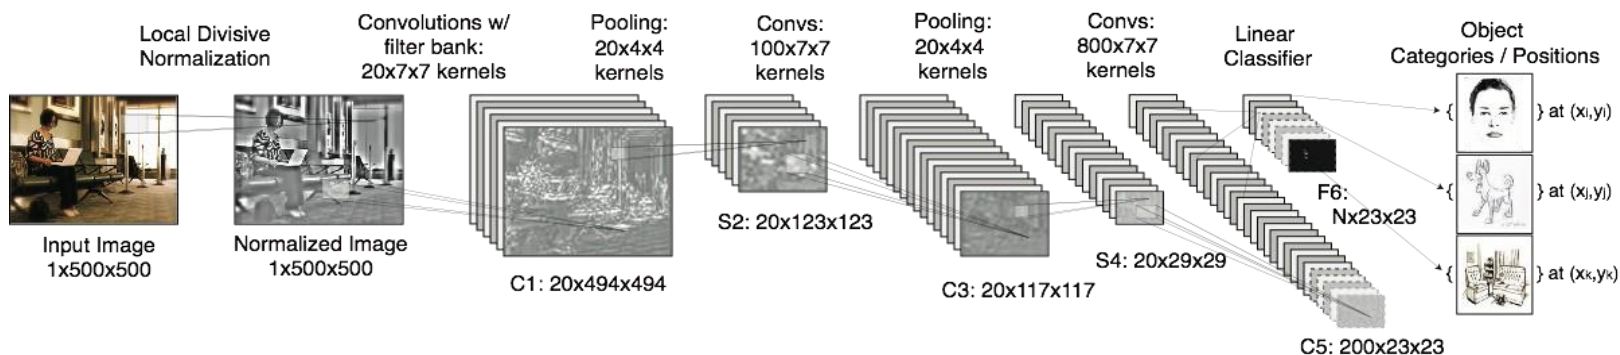 Local Divisive
Normalization
Convolutions w/
filter bank:
20x7x7 kernels
Pooling:
20x4x4
kernels
Convs:
100x7x7
kernels
Pooling:
20x4x4
kernels
Convs:
800x7x7
kernels
Linear
Classifier
Object
Categories / Positions
{ } at (xi,yi)
{ } at (xj,yj)
{ } at (xk,yk)
Input Image
1x500x500
Normalized Image
1x500x500
C1: 20x494x494
S2: 20x123x123
C3: 20x117x117
S4: 20x29x29
C5: 200x23x23
F6:
Nx23x23